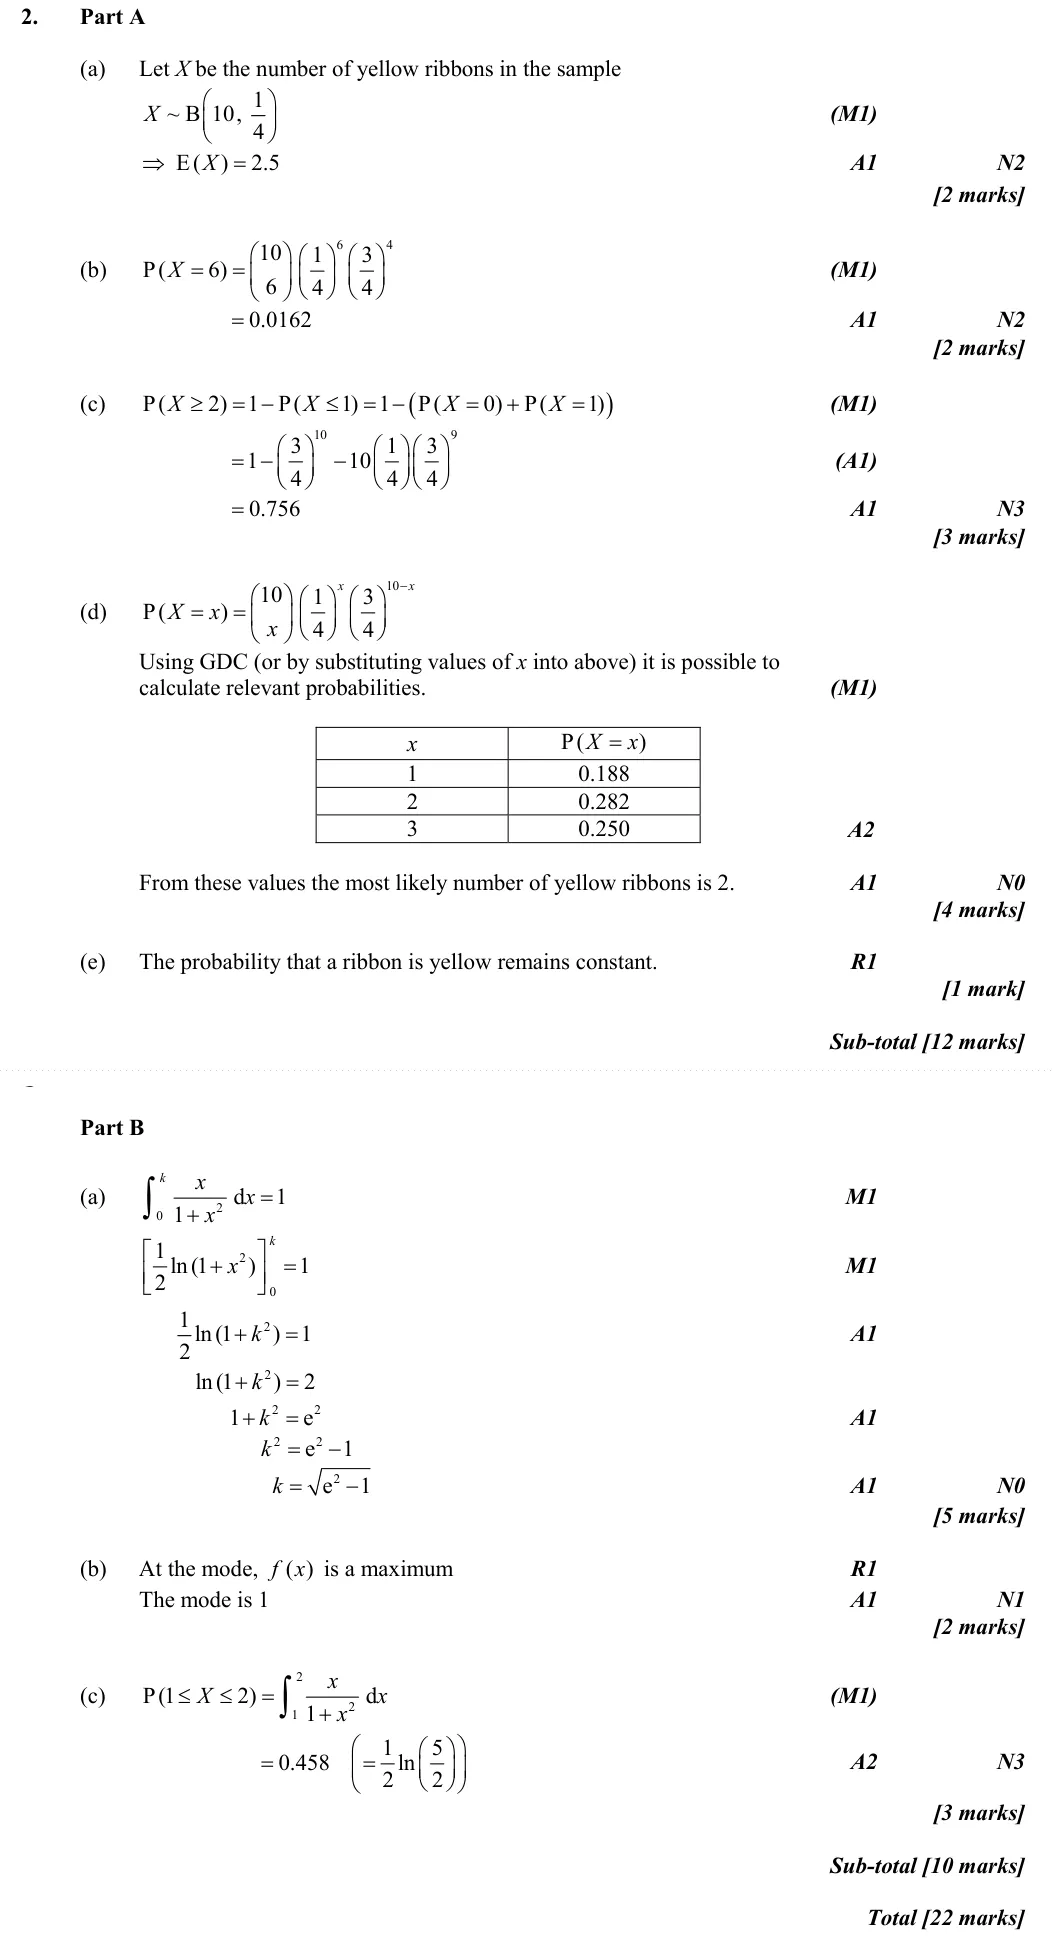 2. Part A
(a) Let X be the number of yellow ribbons in the sample
X ~ B(10, 1/4) (M1)
⇒ E(X) = 2.5 A1 N2
[2 marks]
(b) P(X = 6) = (10 6)(1/4)^6 (3/4)^4 (M1)
= 0.0162 A1 N2
[2 marks]
(c) P(X ≥ 2) = 1 − P(X ≤ 1) = 1 − (P(X = 0) + P(X = 1)) (M1)
= 1 − (3/4)^10 − 10(1/4)(3/4)^9 (A1)
= 0.756 A1 N3
[3 marks]
(d) P(X = x) = (10 x)(1/4)^x (3/4)^(10−x)
Using GDC (or by substituting values of x into above) it is possible to
calculate relevant probabilities. (M1)
x P(X = x)
1 0.188
2 0.282
3 0.250 A2
From these values the most likely number of yellow ribbons is 2. A1 N0
[4 marks]
(e) The probability that a ribbon is yellow remains constant. R1
[1 mark]
Sub-total [12 marks]
Part B
(a) ∫_0^k x/(1 + x²) dx = 1 M1
[1/2 ln(1 + x²)]_0^k = 1 M1
1/2 ln(1 + k²) = 1 A1
ln(1 + k²) = 2
1 + k² = e² A1
k² = e² − 1
k = √(e² − 1) A1 N0
[5 marks]
(b) At the mode, f(x) is a maximum R1
The mode is 1 A1 N1
[2 marks]
(c) P(1 ≤ X ≤ 2) = ∫_1^2 x/(1 + x²) dx (M1)
= 0.458 (= 1/2 ln(5/2)) A2 N3
[3 marks]
Sub-total [10 marks]
Total [22 marks]